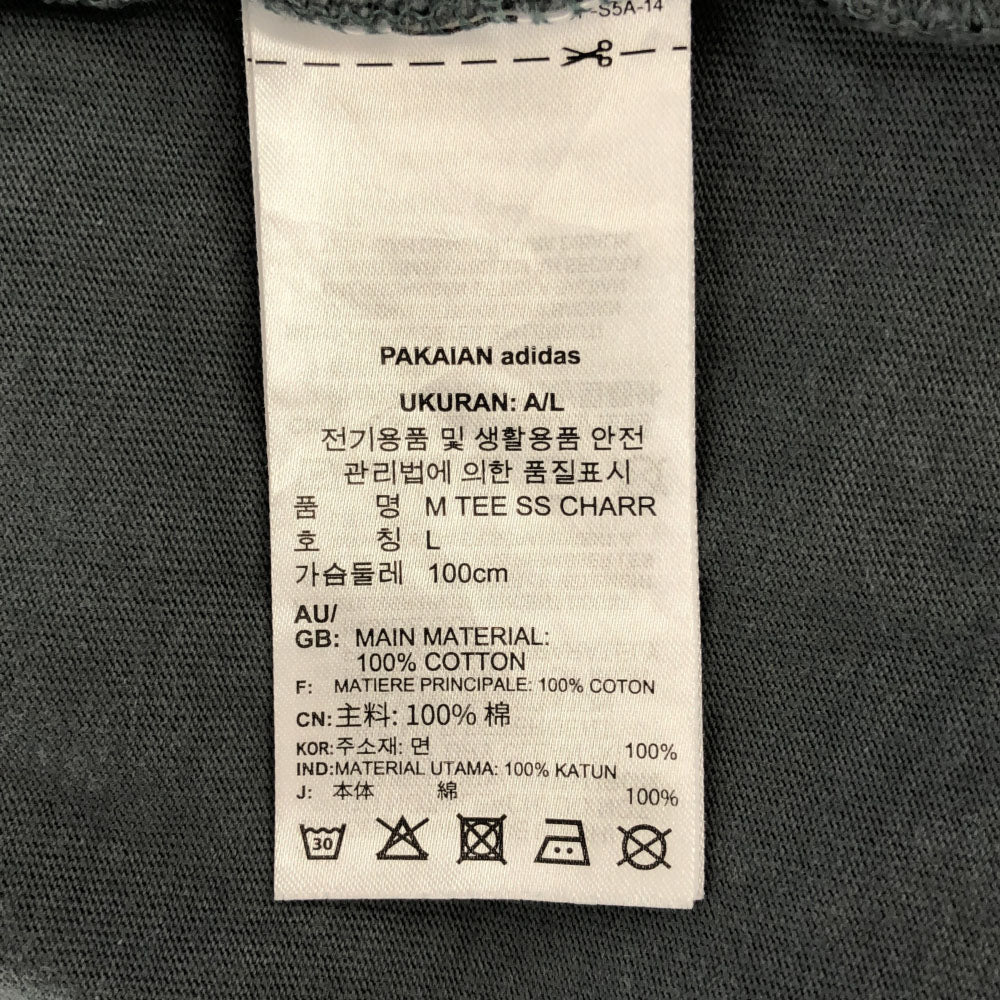 -S5A-14
PAKAIAN adidas
UKURAN: A/L
전기용품 및 생활용품 안전
관리법에 의한 품질표시
품 명 M TEE SS CHARR
호 칭 L
가슴둘레 100cm
AU/
GB: MAIN MATERIAL:
100% COTTON
F: MATIERE PRINCIPALE: 100% COTON
CN: 主料: 100% 棉
KOR: 주소재: 면 100%
IND: MATERIAL UTAMA: 100% KATUN
J: 本体 綿 100%
30